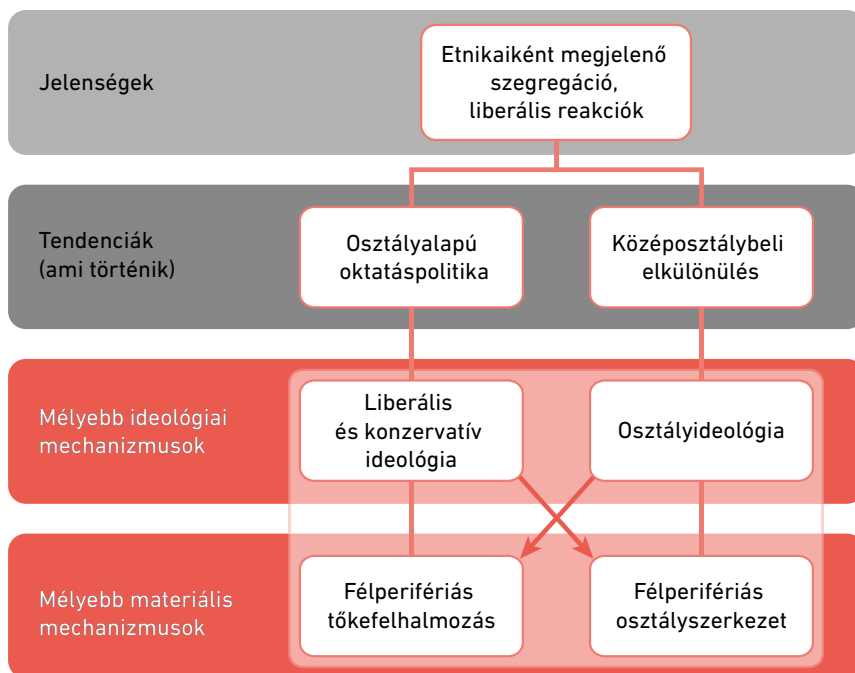 Jelenségek
Etnikaiként megjelenő
szegregáció,
liberális reakciók
Tendenciák
(ami történik)
Osztályalapú
oktatáspolitika
Középosztálybeli
elkülönülés
Mélyebb ideológiai
mechanizmusok
Liberális
és konzervatív
ideológia
Osztályideológia
Mélyebb materiális
mechanizmusok
Félperifériás
tőkefelhalmozás
Félperifériás
osztályszerkezet